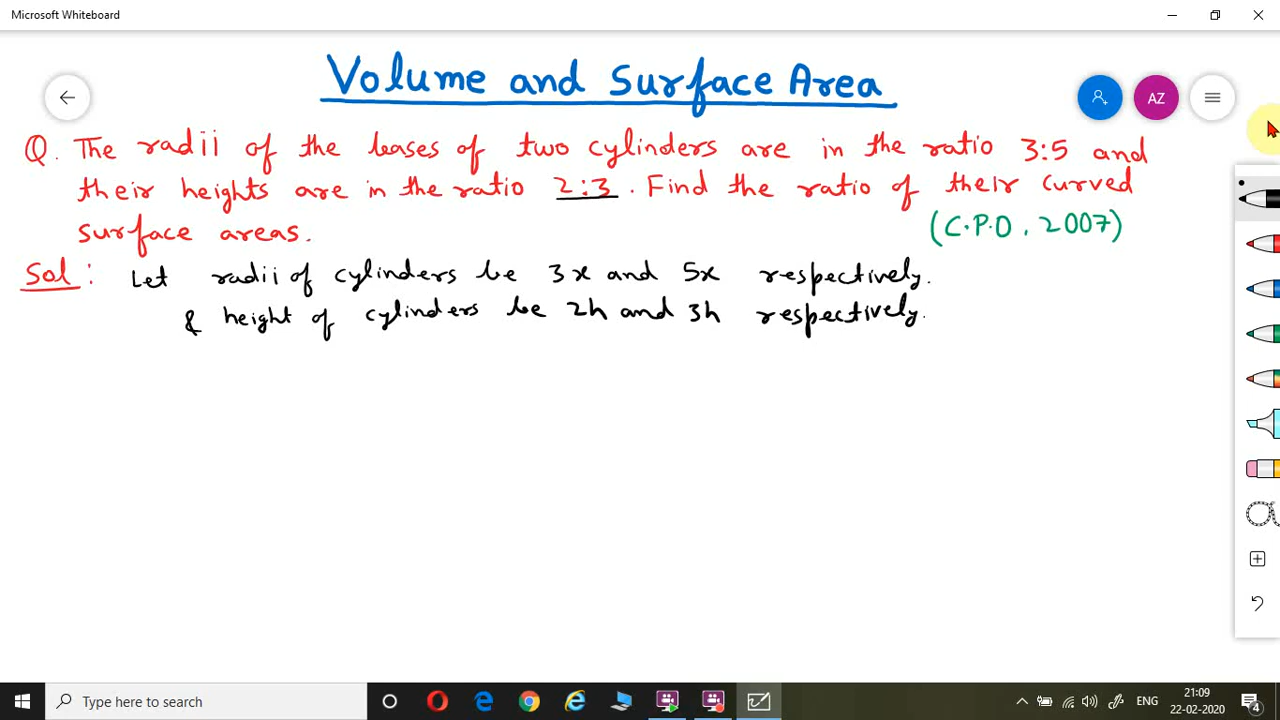 Microsoft Whiteboard
Volume and Surface Area
AZ
Q. The radii of the bases of two cylinders are in the ratio 3:5 and
their heights are in the ratio 2:3. Find the ratio of their curved
surface areas.
(C.P.O, 2007)
Sol: Let radii of cylinders be 3x and 5x respectively.
& height of cylinders be 2h and 3h respectively.
Type here to search
ENG
21:09
22-02-2020
4